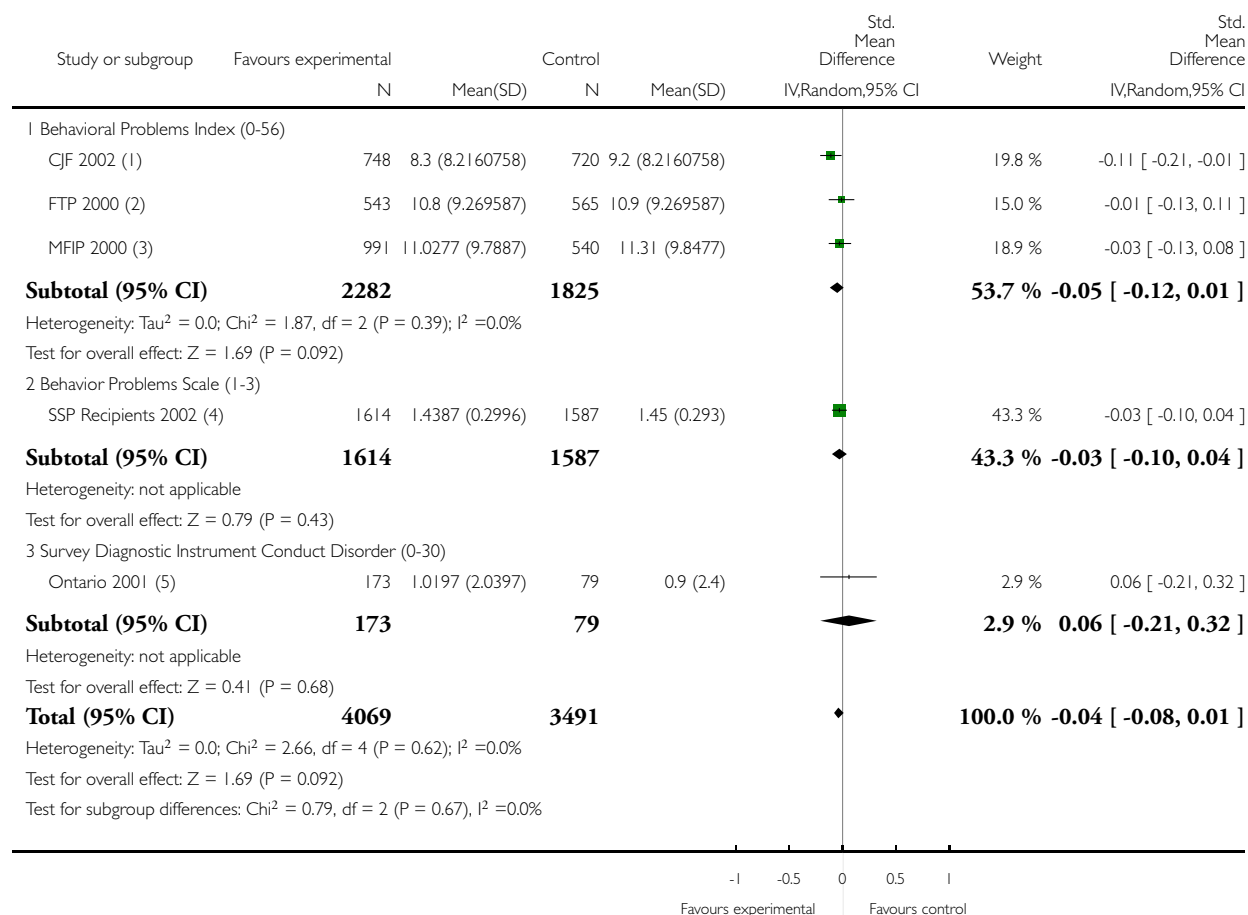 Std.
Mean
Difference
Std.
Mean
Difference
Study or subgroup Favours experimental Control Weight
N Mean(SD) N Mean(SD) IV,Random,95% CI IV,Random,95% CI
1 Behavioral Problems Index (0-56)
CJF 2002 (1) 748 8.3 (8.2160758) 720 9.2 (8.2160758) 19.8 % -0.11 [ -0.21, -0.01 ]
FTP 2000 (2) 543 10.8 (9.269587) 565 10.9 (9.269587) 15.0 % -0.01 [ -0.13, 0.11 ]
MFIP 2000 (3) 991 11.0277 (9.7887) 540 11.31 (9.8477) 18.9 % -0.03 [ -0.13, 0.08 ]
Subtotal (95% CI) 2282 1825 53.7 % -0.05 [ -0.12, 0.01 ]
Heterogeneity: Tau² = 0.0; Chi² = 1.87, df = 2 (P = 0.39); I² =0.0%
Test for overall effect: Z = 1.69 (P = 0.092)
2 Behavior Problems Scale (1-3)
SSP Recipients 2002 (4) 1614 1.4387 (0.2996) 1587 1.45 (0.293) 43.3 % -0.03 [ -0.10, 0.04 ]
Subtotal (95% CI) 1614 1587 43.3 % -0.03 [ -0.10, 0.04 ]
Heterogeneity: not applicable
Test for overall effect: Z = 0.79 (P = 0.43)
3 Survey Diagnostic Instrument Conduct Disorder (0-30)
Ontario 2001 (5) 173 1.0197 (2.0397) 79 0.9 (2.4) 2.9 % 0.06 [ -0.21, 0.32 ]
Subtotal (95% CI) 173 79 2.9 % 0.06 [ -0.21, 0.32 ]
Heterogeneity: not applicable
Test for overall effect: Z = 0.41 (P = 0.68)
Total (95% CI) 4069 3491 100.0 % -0.04 [ -0.08, 0.01 ]
Heterogeneity: Tau² = 0.0; Chi² = 2.66, df = 4 (P = 0.62); I² =0.0%
Test for overall effect: Z = 1.69 (P = 0.092)
Test for subgroup differences: Chi² = 0.79, df = 2 (P = 0.67), I² =0.0%
-1 -0.5 0 0.5 1
Favours experimental Favours control